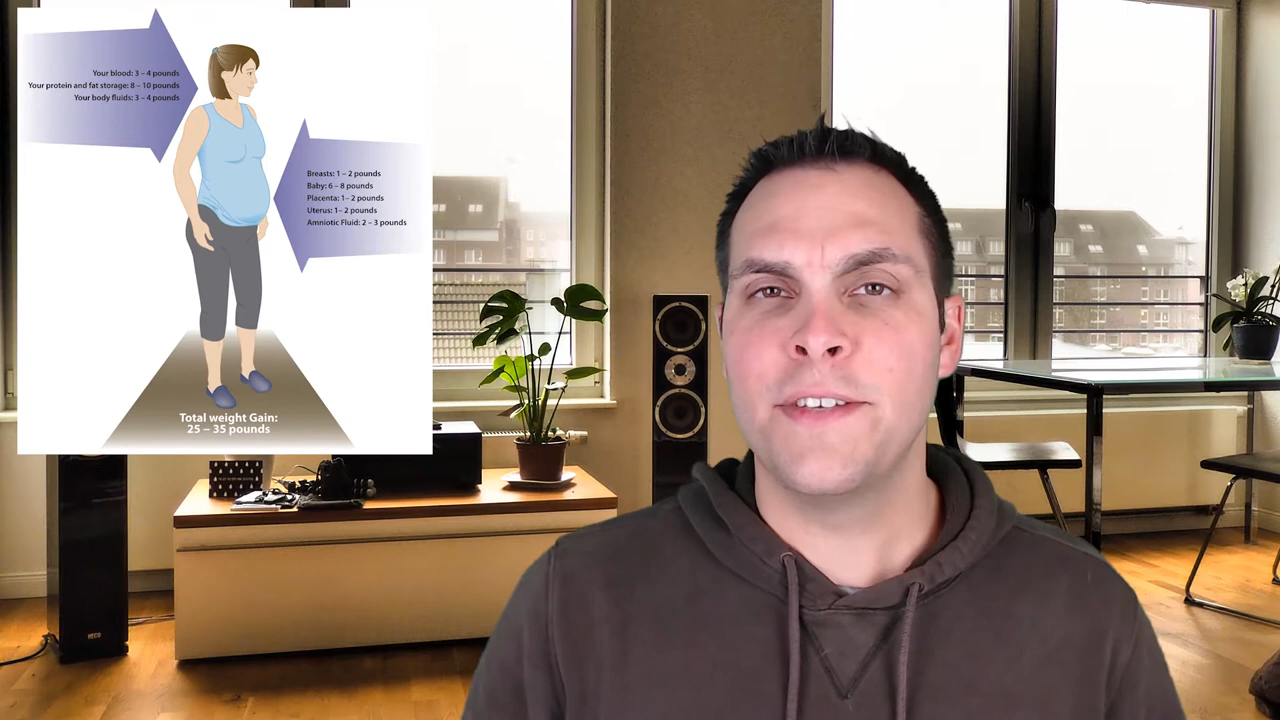 Your blood: 3 – 4 pounds
Your protein and fat storage: 8 – 10 pounds
Your body fluids: 3 – 4 pounds
Breasts: 1 – 2 pounds
Baby: 6 – 8 pounds
Placenta: 1– 2 pounds
Uterus: 1– 2 pounds
Amniotic Fluid: 2 – 3 pounds
Total weight Gain:
25 – 35 pounds
HECO